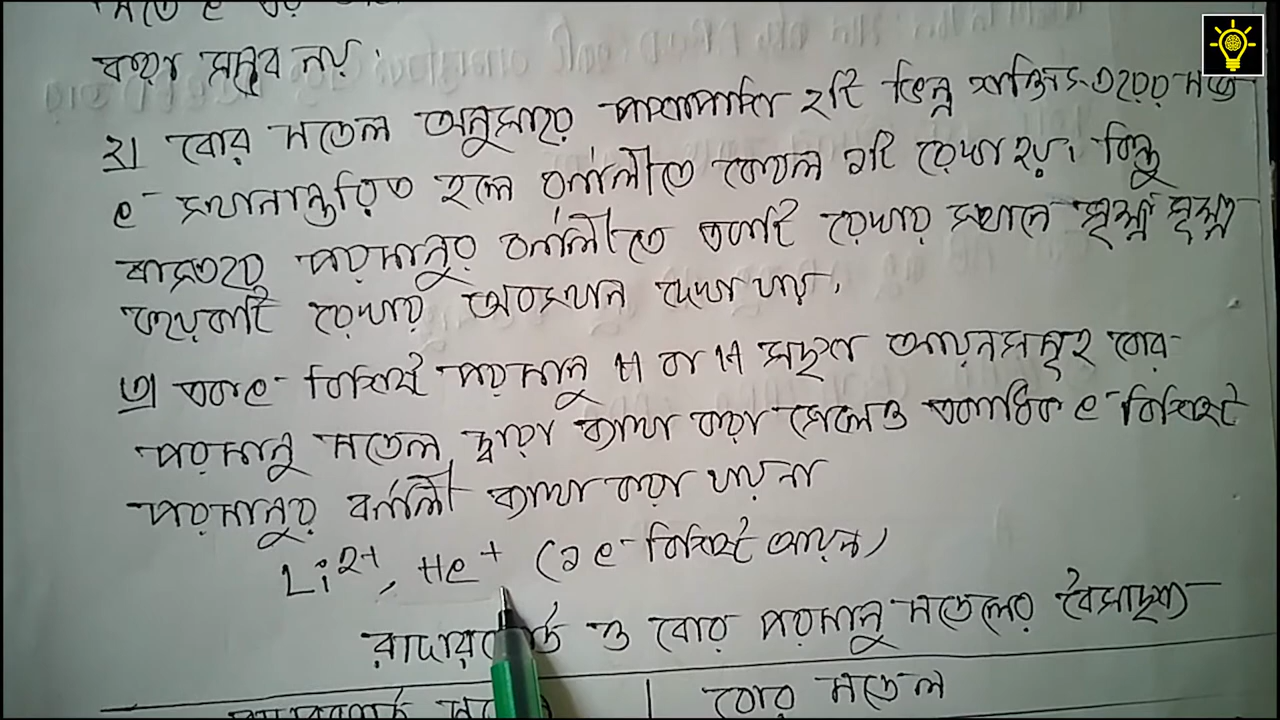 করা সম্ভব নয়।
২। বোর মডেল অনুসারে পাশাপাশি ২টি ভিন্ন শক্তিস্তরের মধ্যে
e⁻ স্থানান্তরিত হলে বর্ণালীতে কেবল ১টি রেখা হয়। কিন্তু
বাস্তবে পরমানুর বর্ণালীতে একটি রেখার স্থানে সূক্ষ্ম সূক্ষ্ম
কয়েকটি রেখার অবস্থান দেখা যায়।
৩। এক e⁻ বিশিষ্ট পরমানু H বা H সদৃশ আয়নসমূহ বোর
পরমানু মডেল দ্বারা ব্যাখা করা গেলেও একাধিক e⁻ বিশিষ্ট
পরমানুর বর্ণালী ব্যাখা করা যায় না
Li²⁺, He⁺ (১ e⁻ বিশিষ্ট আয়ন)
রাদারফোর্ড ও বোর পরমানু মডেলের বৈসাদৃশ্য
বোর মডেল